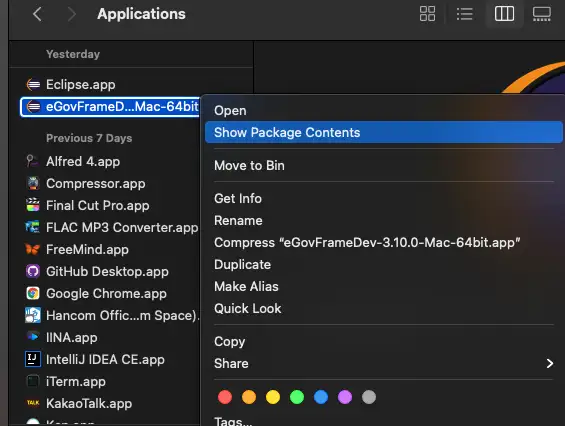 Applications
Yesterday
Eclipse.app
eGovFrameD...Mac-64bit
Previous 7 Days
Alfred 4.app
Compressor.app
Final Cut Pro.app
FLAC MP3 Converter.app
FreeMind.app
GitHub Desktop.app
Google Chrome.app
Hancom Offic...m Space).
IINA.app
IntelliJ IDEA CE.app
iTerm.app
TALK
KakaoTalk.app
Open
Show Package Contents
Move to Bin
Get Info
Rename
Compress “eGovFrameDev-3.10.0-Mac-64bit.app”
Duplicate
Make Alias
Quick Look
Copy
Share
Tags...